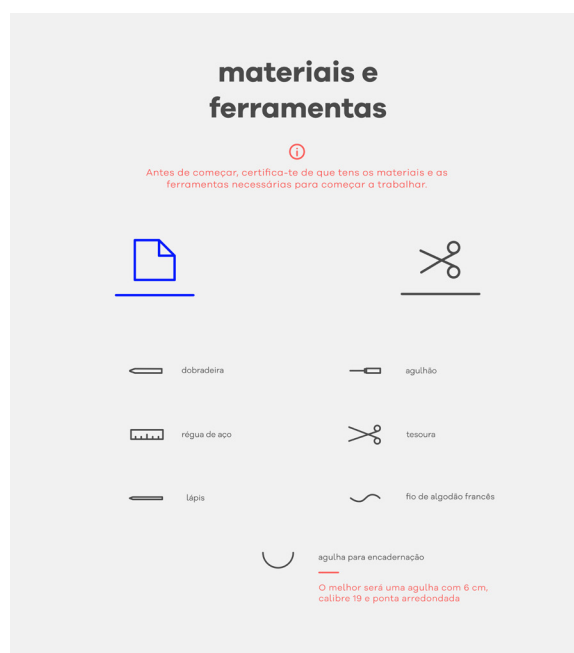 materiais e
ferramentas
Antes de começar, certifica-te de que tens os materiais e as
ferramentas necessárias para começar a trabalhar.
dobradeira
agulhão
régua de aço
tesoura
lápis
fio de algodão francês
agulha para encadernação
O melhor será uma agulha com 6 cm,
calibre 19 e ponta arredondada